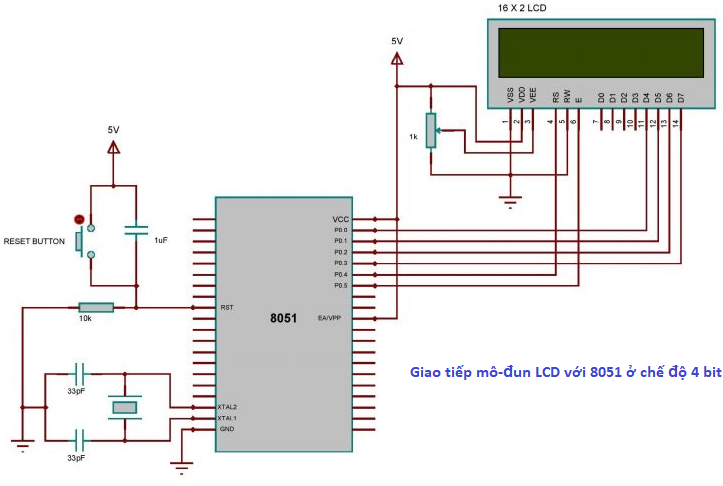 16 X 2 LCD
5V
VSS
VDD
VEE
RS
RW
E
D0
D1
D2
D3
D4
D5
D6
D7
1
2
3
4
5
6
7
8
9
10
11
12
13
14
1k
5V
RESET BUTTON
1uF
10k
33pF
33pF
8051
RST
XTAL2
XTAL1
GND
VCC
P0.0
P0.1
P0.2
P0.3
P0.4
P0.5
EA/VPP
Giao tiếp mô-đun LCD với 8051 ở chế độ 4 bit